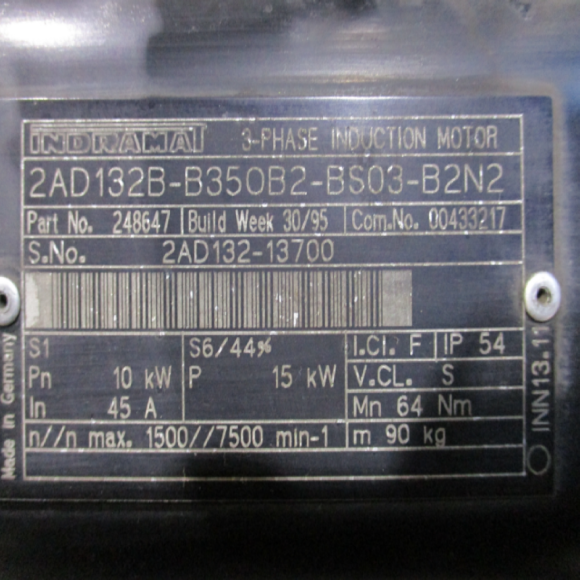 INDRAMAT 3-PHASE INDUCTION MOTOR
2AD132B-B350B2-BS03-B2N2
Part No. 248647 Build Week 30/95 Com.No. 00433217
S.No. 2AD132-13700
S1 S6/44% I.Cl. F IP 54
Pn 10 kW P 15 kW V.CL. S
In 45 A Mn 64 Nm
n//n max. 1500//7500 min-1 m 90 kg
Made in Germany
INN13.11